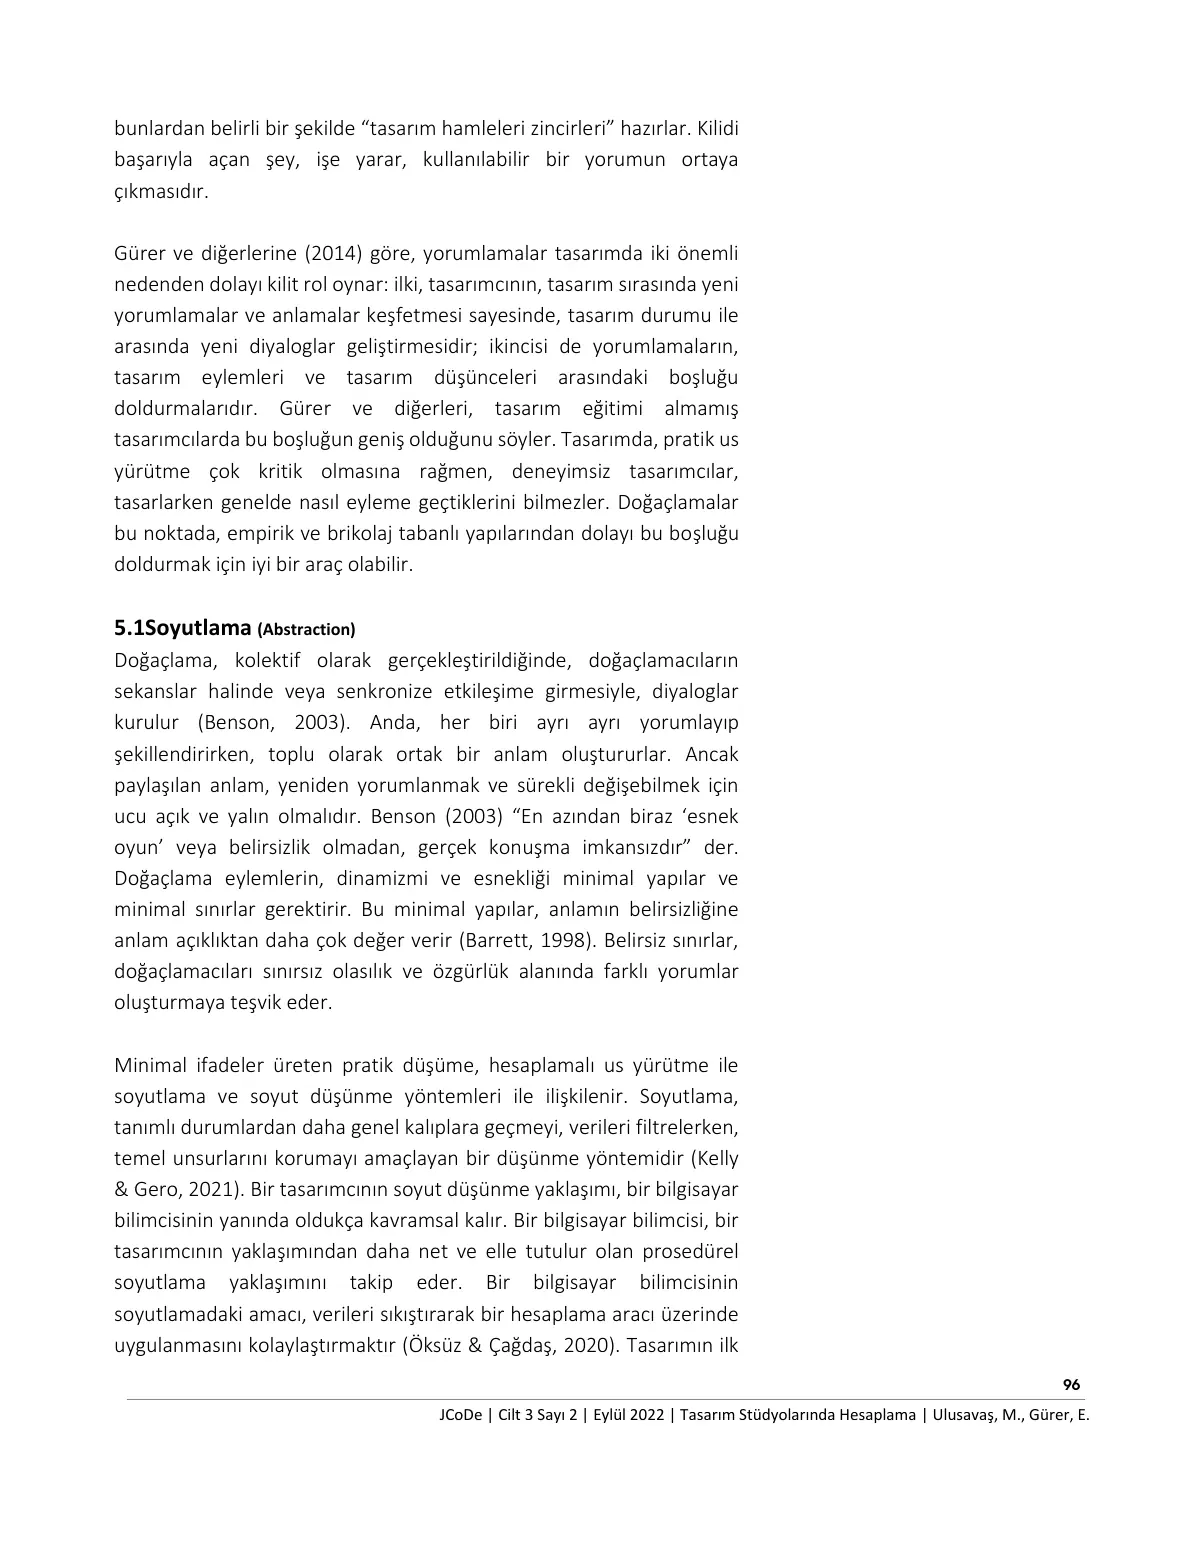 bunlardan belirli bir şekilde “tasarım hamleleri zincirleri” hazırlar. Kilidi
başarıyla açan şey, işe yarar, kullanılabilir bir yorumun ortaya
çıkmasıdır.
Gürer ve diğerlerine (2014) göre, yorumlamalar tasarımda iki önemli
nedenden dolayı kilit rol oynar: ilki, tasarımcının, tasarım sırasında yeni
yorumlamalar ve anlamalar keşfetmesi sayesinde, tasarım durumu ile
arasında yeni diyaloglar geliştirmesidir; ikincisi de yorumlamaların,
tasarım eylemleri ve tasarım düşünceleri arasındaki boşluğu
doldurmalarıdır. Gürer ve diğerleri, tasarım eğitimi almamış
tasarımcılarda bu boşluğun geniş olduğunu söyler. Tasarımda, pratik us
yürütme çok kritik olmasına rağmen, deneyimsiz tasarımcılar,
tasarlarken genelde nasıl eyleme geçtiklerini bilmezler. Doğaçlamalar
bu noktada, empirik ve brikolaj tabanlı yapılarından dolayı bu boşluğu
doldurmak için iyi bir araç olabilir.
5.1Soyutlama (Abstraction)
Doğaçlama, kolektif olarak gerçekleştirildiğinde, doğaçlamacıların
sekanslar halinde veya senkronize etkileşime girmesiyle, diyaloglar
kurulur (Benson, 2003). Anda, her biri ayrı ayrı yorumlayıp
şekillendirirken, toplu olarak ortak bir anlam oluştururlar. Ancak
paylaşılan anlam, yeniden yorumlanmak ve sürekli değişebilmek için
ucu açık ve yalın olmalıdır. Benson (2003) “En azından biraz ‘esnek
oyun’ veya belirsizlik olmadan, gerçek konuşma imkansızdır” der.
Doğaçlama eylemlerin, dinamizmi ve esnekliği minimal yapılar ve
minimal sınırlar gerektirir. Bu minimal yapılar, anlamın belirsizliğine
anlam açıklıktan daha çok değer verir (Barrett, 1998). Belirsiz sınırlar,
doğaçlamacıları sınırsız olasılık ve özgürlük alanında farklı yorumlar
oluşturmaya teşvik eder.
Minimal ifadeler üreten pratik düşüme, hesaplamalı us yürütme ile
soyutlama ve soyut düşünme yöntemleri ile ilişkilenir. Soyutlama,
tanımlı durumlardan daha genel kalıplara geçmeyi, verileri filtrelerken,
temel unsurlarını korumayı amaçlayan bir düşünme yöntemidir (Kelly
& Gero, 2021). Bir tasarımcının soyut düşünme yaklaşımı, bir bilgisayar
bilimcisinin yanında oldukça kavramsal kalır. Bir bilgisayar bilimcisi, bir
tasarımcının yaklaşımından daha net ve elle tutulur olan prosedürel
soyutlama yaklaşımını takip eder. Bir bilgisayar bilimcisinin
soyutlamadaki amacı, verileri sıkıştırarak bir hesaplama aracı üzerinde
uygulanmasını kolaylaştırmaktır (Öksüz & Çağdaş, 2020). Tasarımın ilk
96
JCoDe | Cilt 3 Sayı 2 | Eylül 2022 | Tasarım Stüdyolarında Hesaplama | Ulusavaş, M., Gürer, E.